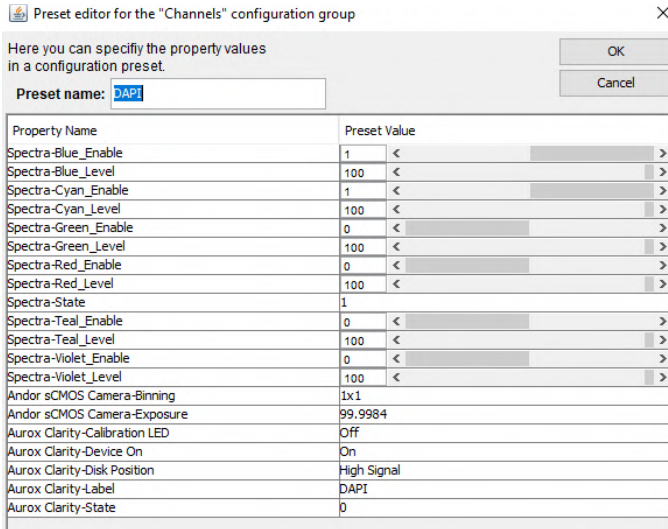 Preset editor for the "Channels" configuration group
Here you can specifiy the property values
in a configuration preset.
OK
Cancel
Preset name: DAPI
Property Name Preset Value
Spectra-Blue_Enable 1
Spectra-Blue_Level 100
Spectra-Cyan_Enable 1
Spectra-Cyan_Level 100
Spectra-Green_Enable 0
Spectra-Green_Level 100
Spectra-Red_Enable 0
Spectra-Red_Level 100
Spectra-State 1
Spectra-Teal_Enable 0
Spectra-Teal_Level 100
Spectra-Violet_Enable 0
Spectra-Violet_Level 100
Andor sCMOS Camera-Binning 1x1
Andor sCMOS Camera-Exposure 99.9984
Aurox Clarity-Calibration LED Off
Aurox Clarity-Device On On
Aurox Clarity-Disk Position High Signal
Aurox Clarity-Label DAPI
Aurox Clarity-State 0